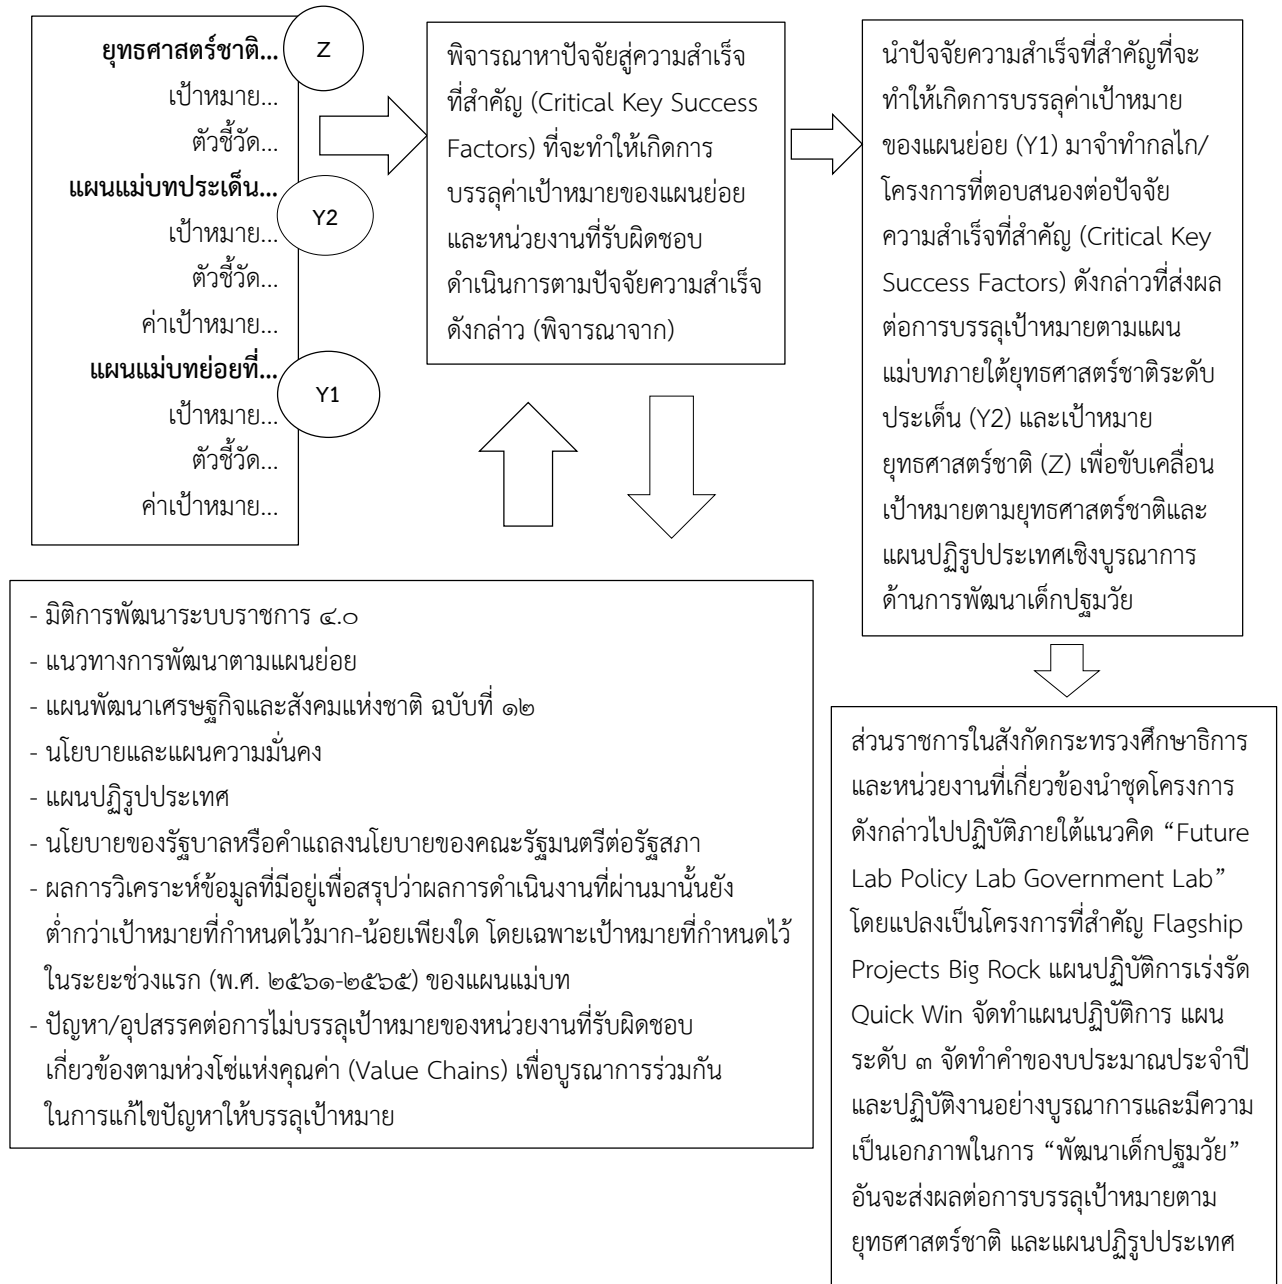 ยุทธศาสตร์ชาติ...
Z
เป้าหมาย...
ตัวชี้วัด...
แผนแม่บทประเด็น...
Y2
เป้าหมาย...
ตัวชี้วัด...
ค่าเป้าหมาย...
แผนแม่บทย่อยที่...
Y1
เป้าหมาย...
ตัวชี้วัด...
ค่าเป้าหมาย...
พิจารณาหาปัจจัยสู่ความสำเร็จ
ที่สำคัญ (Critical Key Success
Factors) ที่จะทำให้เกิดการ
บรรลุค่าเป้าหมายของแผนย่อย
และหน่วยงานที่รับผิดชอบ
ดำเนินการตามปัจจัยความสำเร็จ
ดังกล่าว (พิจารณาจาก)
นำปัจจัยความสำเร็จที่สำคัญที่จะ
ทำให้เกิดการบรรลุค่าเป้าหมาย
ของแผนย่อย (Y1) มาจำทำกลไก/
โครงการที่ตอบสนองต่อปัจจัย
ความสำเร็จที่สำคัญ (Critical Key
Success Factors) ดังกล่าวที่ส่งผล
ต่อการบรรลุเป้าหมายตามแผน
แม่บทภายใต้ยุทธศาสตร์ชาติระดับ
ประเด็น (Y2) และเป้าหมาย
ยุทธศาสตร์ชาติ (Z) เพื่อขับเคลื่อน
เป้าหมายตามยุทธศาสตร์ชาติและ
แผนปฏิรูปประเทศเชิงบูรณาการ
ด้านการพัฒนาเด็กปฐมวัย
- มิติการพัฒนาระบบราชการ ๔.๐
- แนวทางการพัฒนาตามแผนย่อย
- แผนพัฒนาเศรษฐกิจและสังคมแห่งชาติ ฉบับที่ ๑๒
- นโยบายและแผนความมั่นคง
- แผนปฏิรูปประเทศ
- นโยบายของรัฐบาลหรือคำแถลงนโยบายของคณะรัฐมนตรีต่อรัฐสภา
- ผลการวิเคราะห์ข้อมูลที่มีอยู่เพื่อสรุปว่าผลการดำเนินงานที่ผ่านมานั้นยัง
ต่ำกว่าเป้าหมายที่กำหนดไว้มาก-น้อยเพียงใด โดยเฉพาะเป้าหมายที่กำหนดไว้
ในระยะช่วงแรก (พ.ศ. ๒๕๖๑-๒๕๖๕) ของแผนแม่บท
- ปัญหา/อุปสรรคต่อการไม่บรรลุเป้าหมายของหน่วยงานที่รับผิดชอบ
เกี่ยวข้องตามห่วงโซ่แห่งคุณค่า (Value Chains) เพื่อบูรณาการร่วมกัน
ในการแก้ไขปัญหาให้บรรลุเป้าหมาย
ส่วนราชการในสังกัดกระทรวงศึกษาธิการ
และหน่วยงานที่เกี่ยวข้องนำชุดโครงการ
ดังกล่าวไปปฏิบัติภายใต้แนวคิด “Future
Lab Policy Lab Government Lab”
โดยแปลงเป็นโครงการที่สำคัญ Flagship
Projects Big Rock แผนปฏิบัติการเร่งรัด
Quick Win จัดทำแผนปฏิบัติการ แผน
ระดับ ๓ จัดทำคำของบประมาณประจำปี
และปฏิบัติงานอย่างบูรณาการและมีความ
เป็นเอกภาพในการ “พัฒนาเด็กปฐมวัย”
อันจะส่งผลต่อการบรรลุเป้าหมายตาม
ยุทธศาสตร์ชาติ และแผนปฏิรูปประเทศ